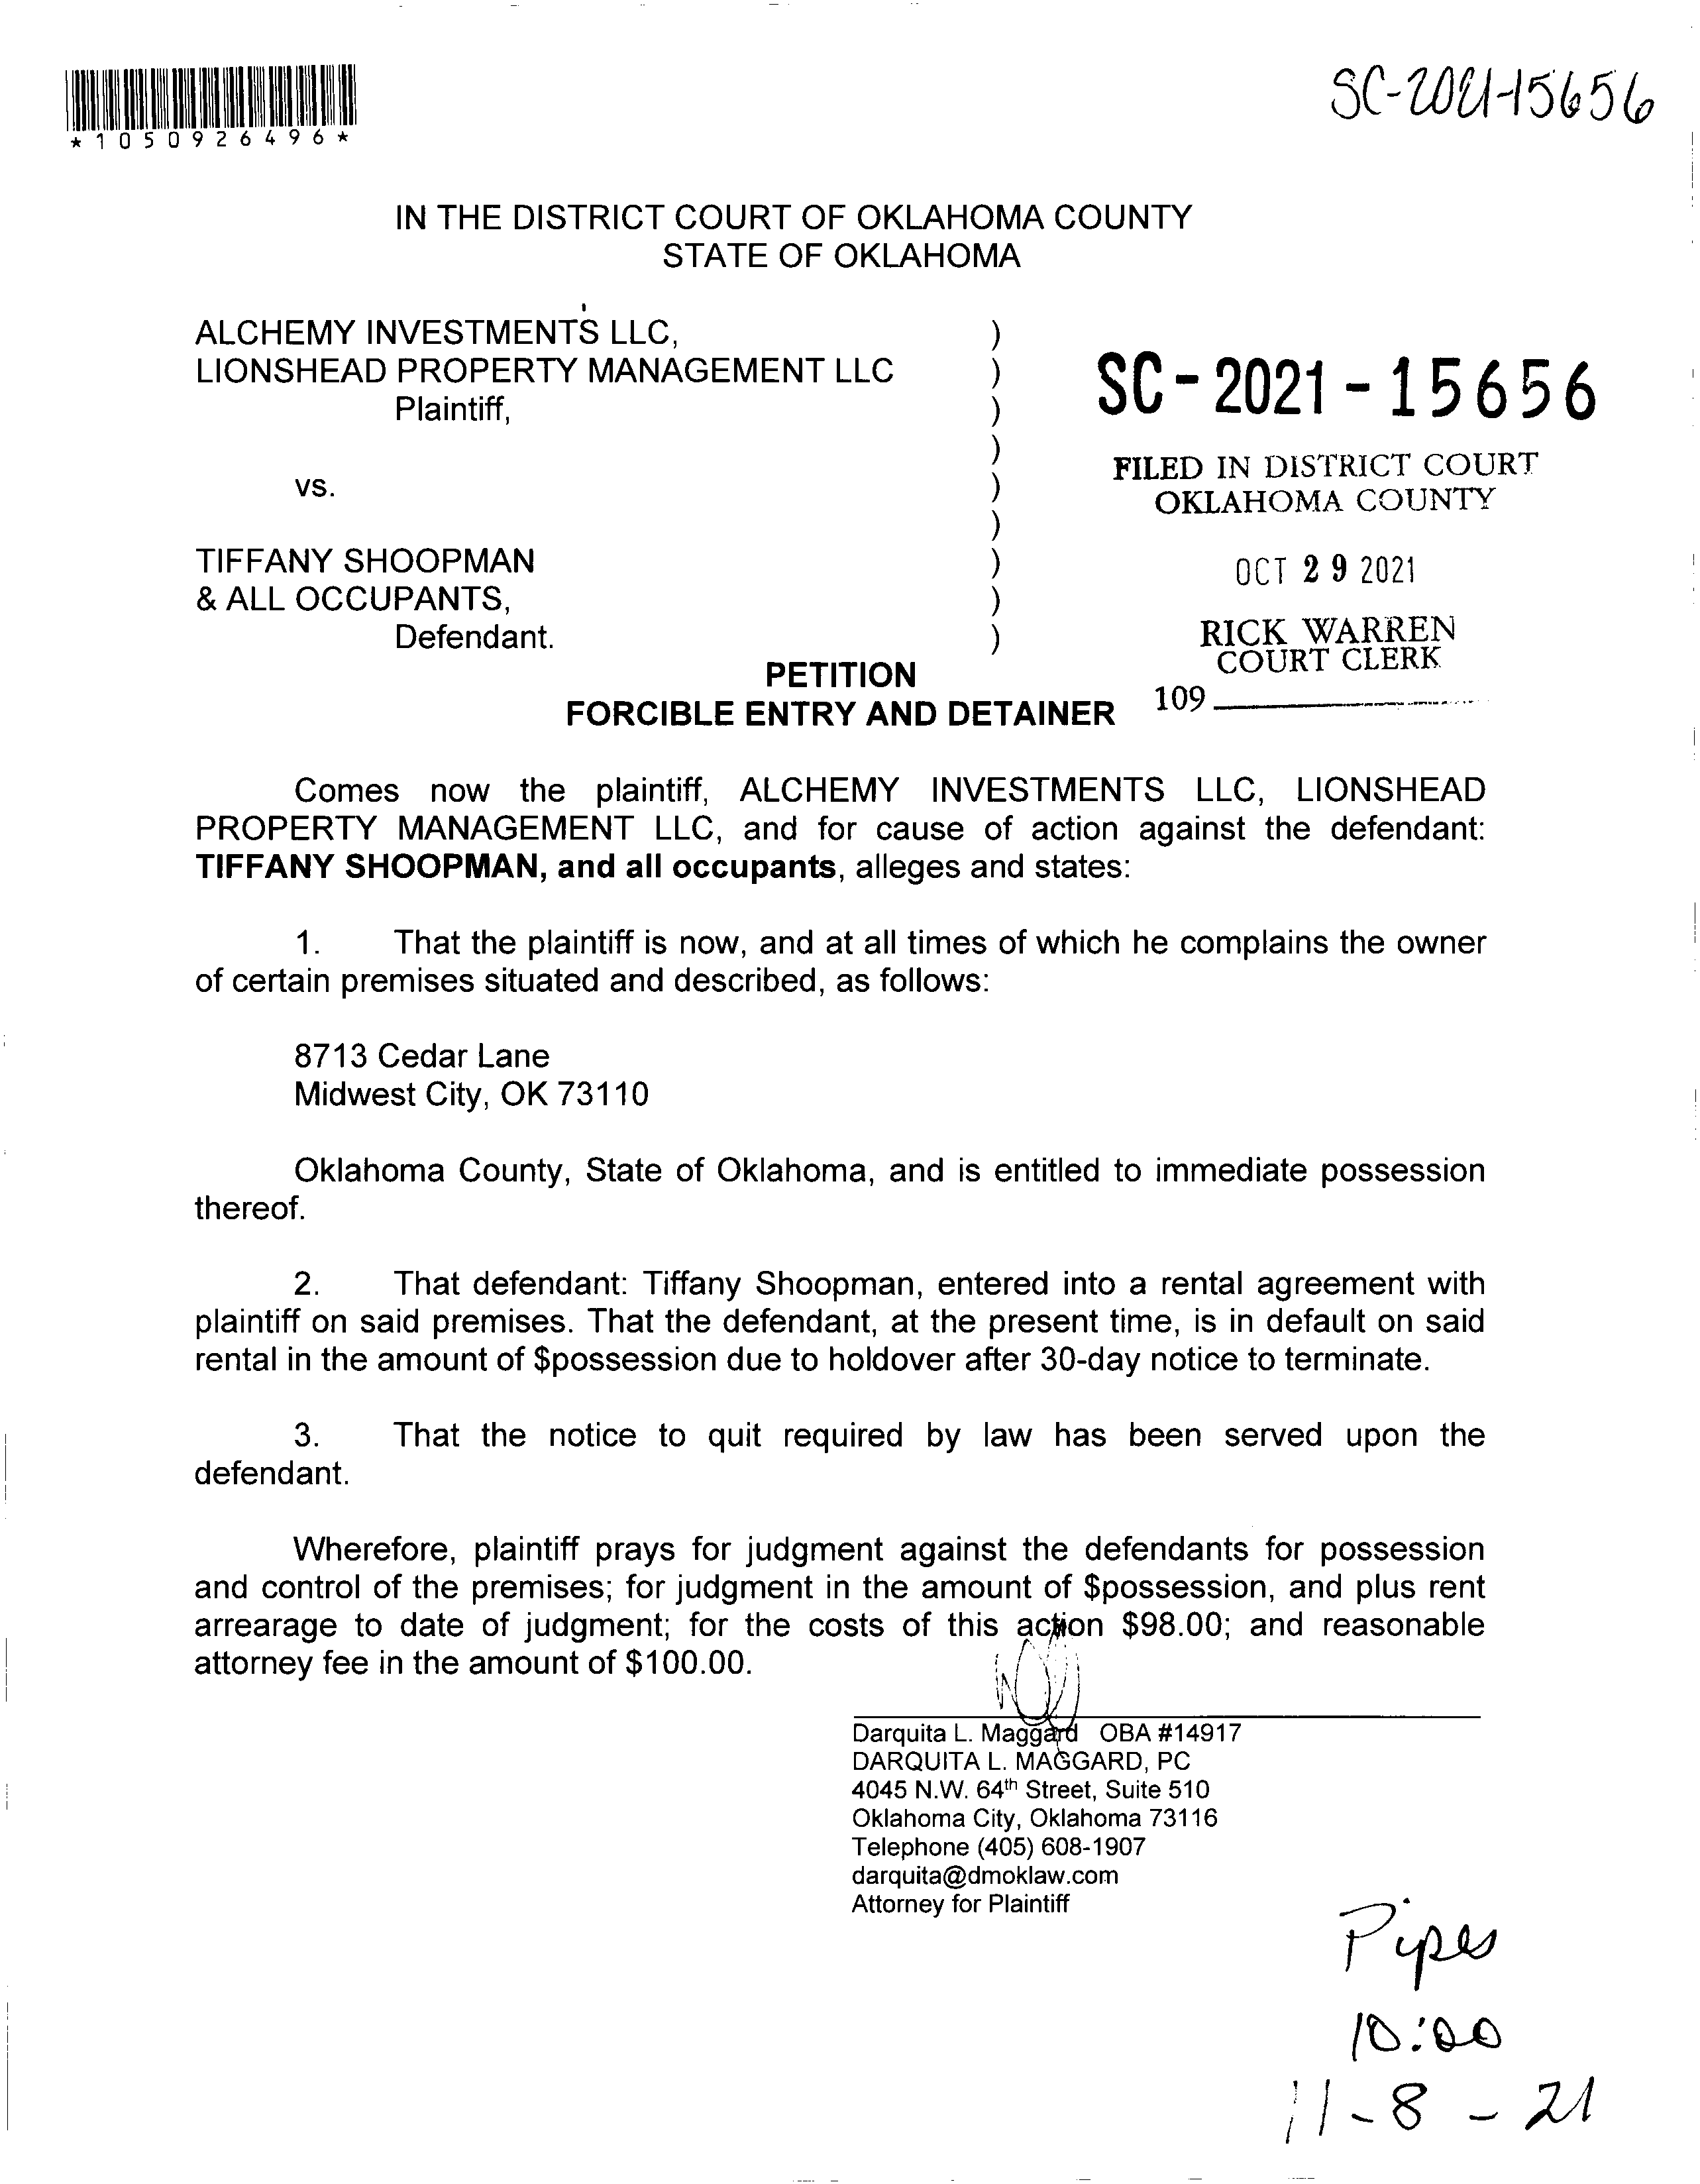 SC-2021-15656
*1050926496*
IN THE DISTRICT COURT OF OKLAHOMA COUNTY
STATE OF OKLAHOMA
ALCHEMY INVESTMENTS LLC, )
LIONSHEAD PROPERTY MANAGEMENT LLC )
Plaintiff, )
)
vs. )
)
TIFFANY SHOOPMAN )
& ALL OCCUPANTS, )
Defendant. )
SC-2021-15656
FILED IN DISTRICT COURT
OKLAHOMA COUNTY
OCT 29 2021
RICK WARREN
COURT CLERK
109
PETITION
FORCIBLE ENTRY AND DETAINER
Comes now the plaintiff, ALCHEMY INVESTMENTS LLC, LIONSHEAD
PROPERTY MANAGEMENT LLC, and for cause of action against the defendant:
TIFFANY SHOOPMAN, and all occupants, alleges and states:
1. That the plaintiff is now, and at all times of which he complains the owner
of certain premises situated and described, as follows:
8713 Cedar Lane
Midwest City, OK 73110
Oklahoma County, State of Oklahoma, and is entitled to immediate possession
thereof.
2. That defendant: Tiffany Shoopman, entered into a rental agreement with
plaintiff on said premises. That the defendant, at the present time, is in default on said
rental in the amount of $possession due to holdover after 30-day notice to terminate.
3. That the notice to quit required by law has been served upon the
defendant.
Wherefore, plaintiff prays for judgment against the defendants for possession
and control of the premises; for judgment in the amount of $possession, and plus rent
arrearage to date of judgment; for the costs of this action $98.00; and reasonable
attorney fee in the amount of $100.00.
Darquita L. Maggard OBA #14917
DARQUITA L. MAGGARD, PC
4045 N.W. 64th Street, Suite 510
Oklahoma City, Oklahoma 73116
Telephone (405) 608-1907
darquita@dmoklaw.com
Attorney for Plaintiff
Pipes
10:00
11-8-21